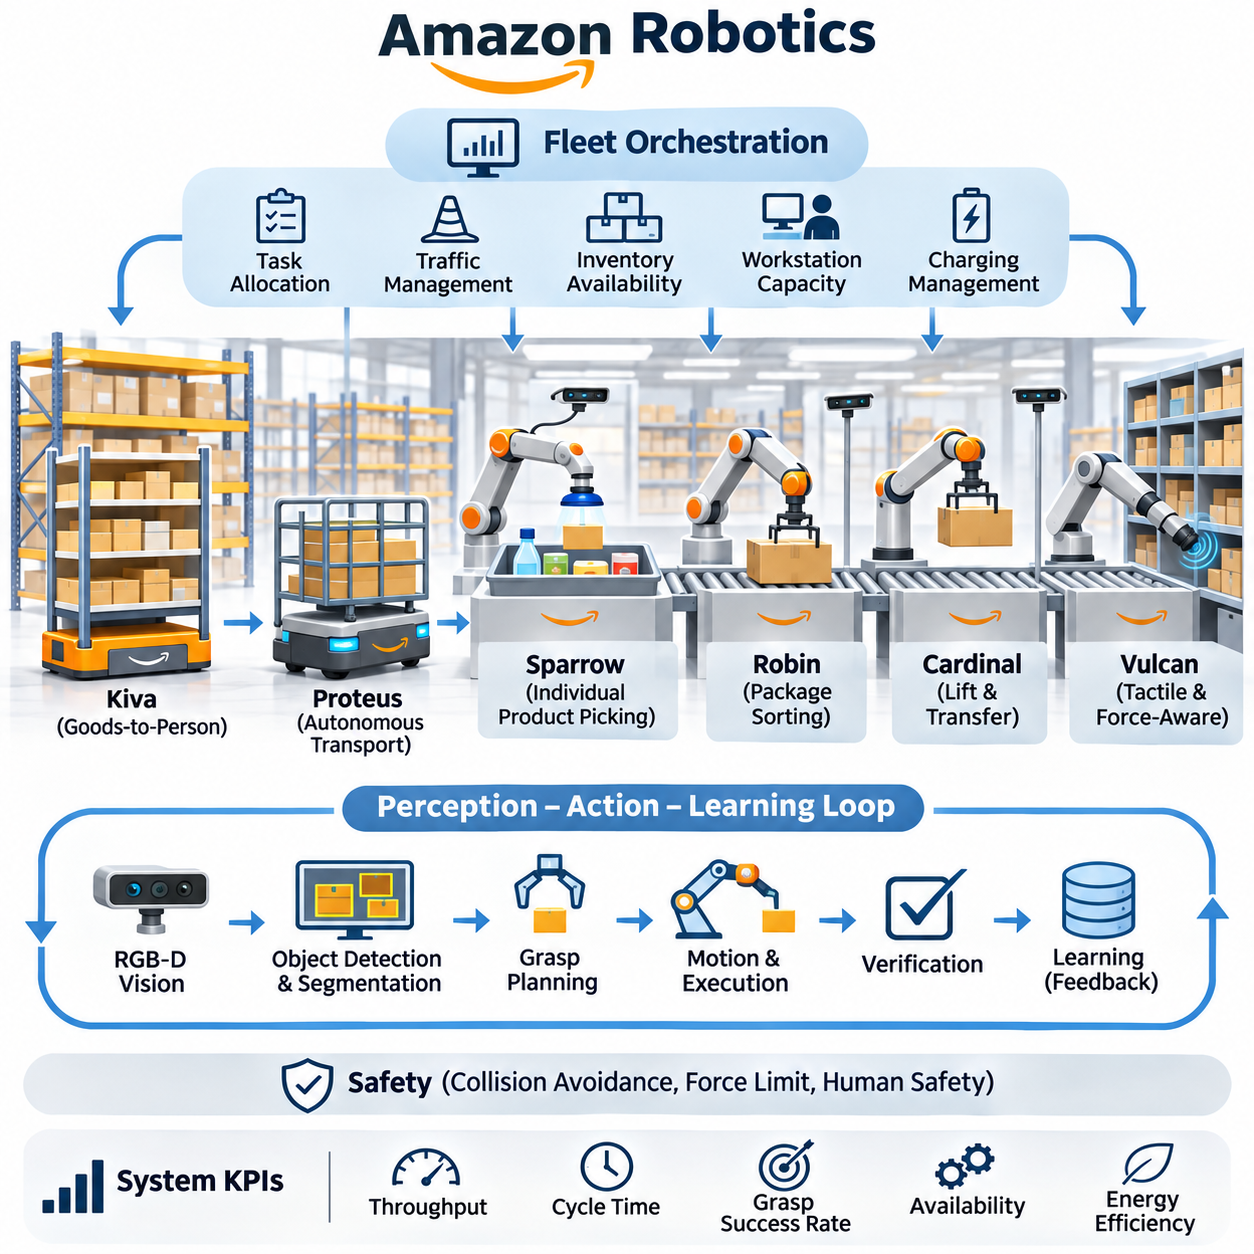 Amazon Robotics
Fleet Orchestration
Task
Allocation
Traffic
Management
Inventory
Availability
Workstation
Capacity
Charging
Management
Kiva
(Goods-to-Person)
Proteus
(Autonomous
Transport)
Sparrow
(Individual
Product Picking)
Robin
(Package
Sorting)
Cardinal
(Lift &
Transfer)
Vulcan
(Tactile &
Force-Aware)
Perception – Action – Learning Loop
RGB-D
Vision
Object Detection
& Segmentation
Grasp
Planning
Motion &
Execution
Verification
Learning
(Feedback)
Safety (Collision Avoidance, Force Limit, Human Safety)
System KPIs
Throughput
Cycle Time
Grasp
Success Rate
Availability
Energy
Efficiency